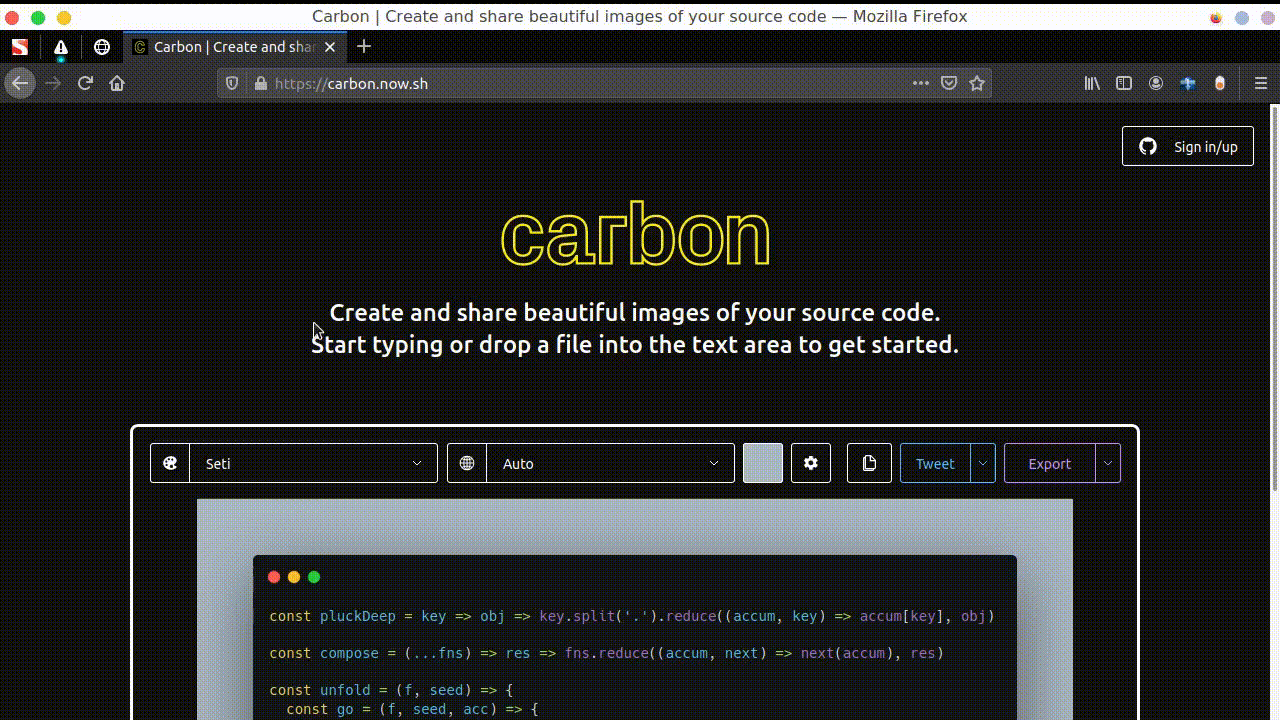 Carbon | Create and share beautiful images of your source code — Mozilla Firefox
Carbon | Create and shar
https://carbon.now.sh
Sign in/up
carbon
Create and share beautiful images of your source code.
Start typing or drop a file into the text area to get started.
Seti
Auto
Tweet
Export
const pluckDeep = key => obj => key.split('.').reduce((accum, key) => accum[key], obj)
const compose = (...fns) => res => fns.reduce((accum, next) => next(accum), res)
const unfold = (f, seed) => {
  const go = (f, seed, acc) => {